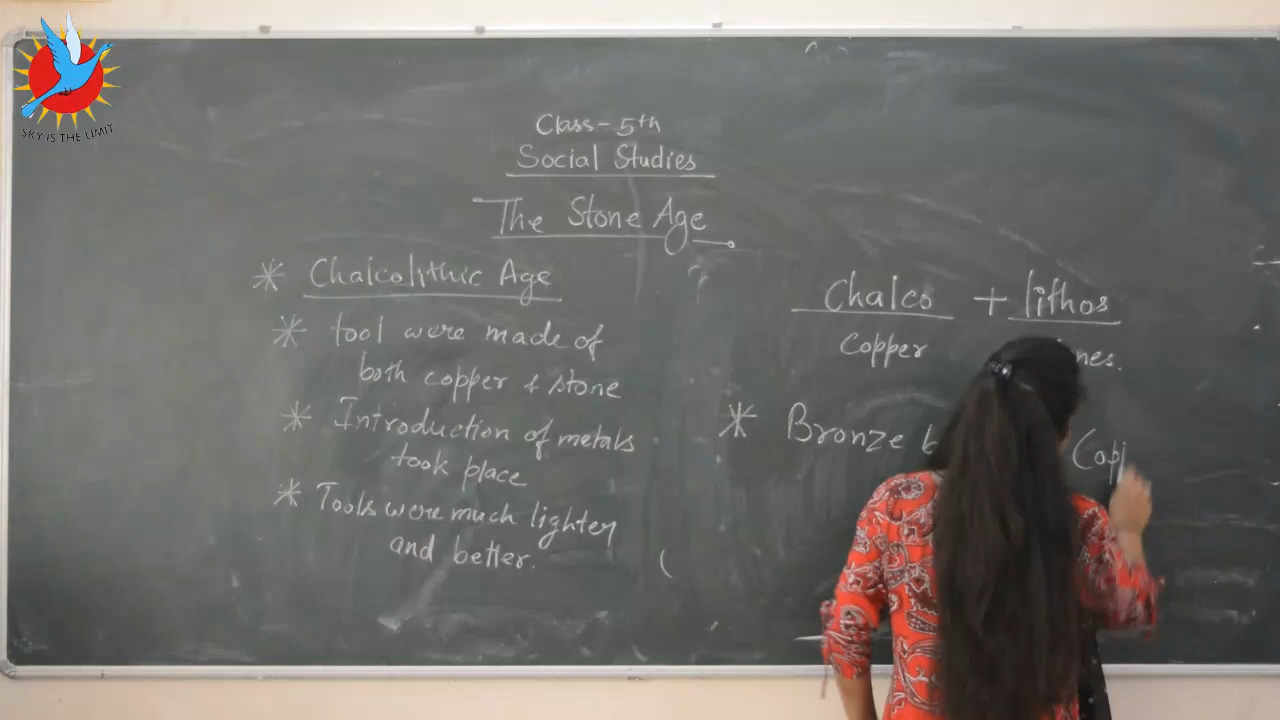 SKY IS THE LIMIT
Class - 5th
Social Studies
The Stone Age
* Chalcolithic Age
* tool were made of
both copper & stone
* Introduction of metals
took place
* Tools were much lighter
and better.
Chalco + lithos
Copper
* Bronze